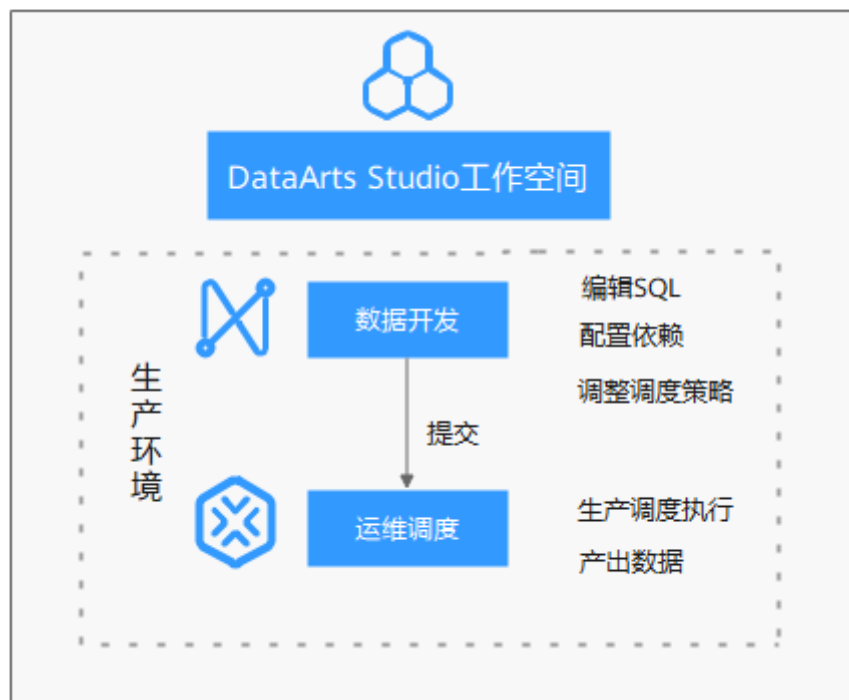 DataArts Studio工作空间
生产环境
数据开发
编辑SQL
配置依赖
调整调度策略
提交
运维调度
生产调度执行
产出数据